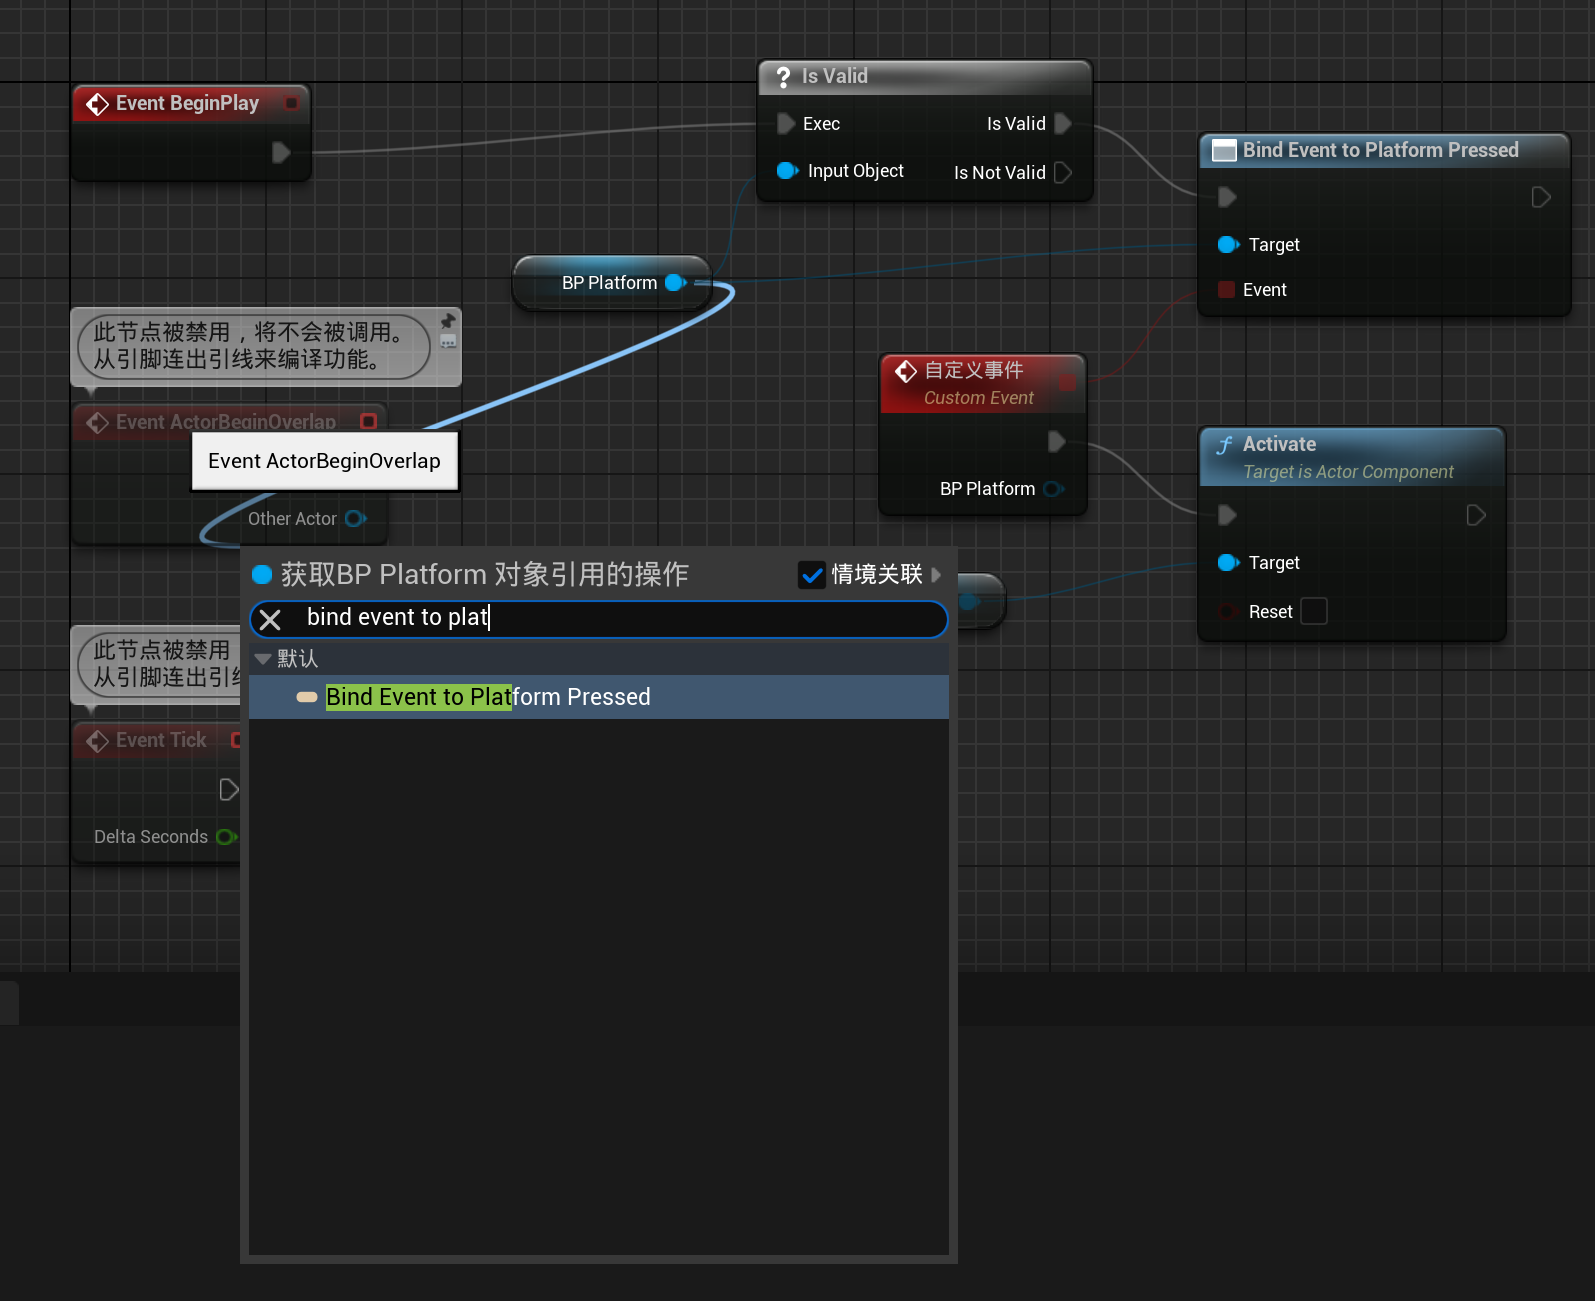 Is Valid
Event BeginPlay
Exec
Is Valid
Input Object
Is Not Valid
Bind Event to Platform Pressed
Target
Event
BP Platform
此节点被禁用，将不会被调用。
从引脚连出引线来编译功能。
Event ActorBeginOverlap
Event ActorBeginOverlap
Other Actor
自定义事件
Custom Event
BP Platform
Activate
Target is Actor Component
Target
Reset
获取BP Platform 对象引用的操作
情境关联
bind event to plat
默认
Bind Event to Platform Pressed
此节点被禁用
从引脚连出引
Event Tick
Delta Seconds